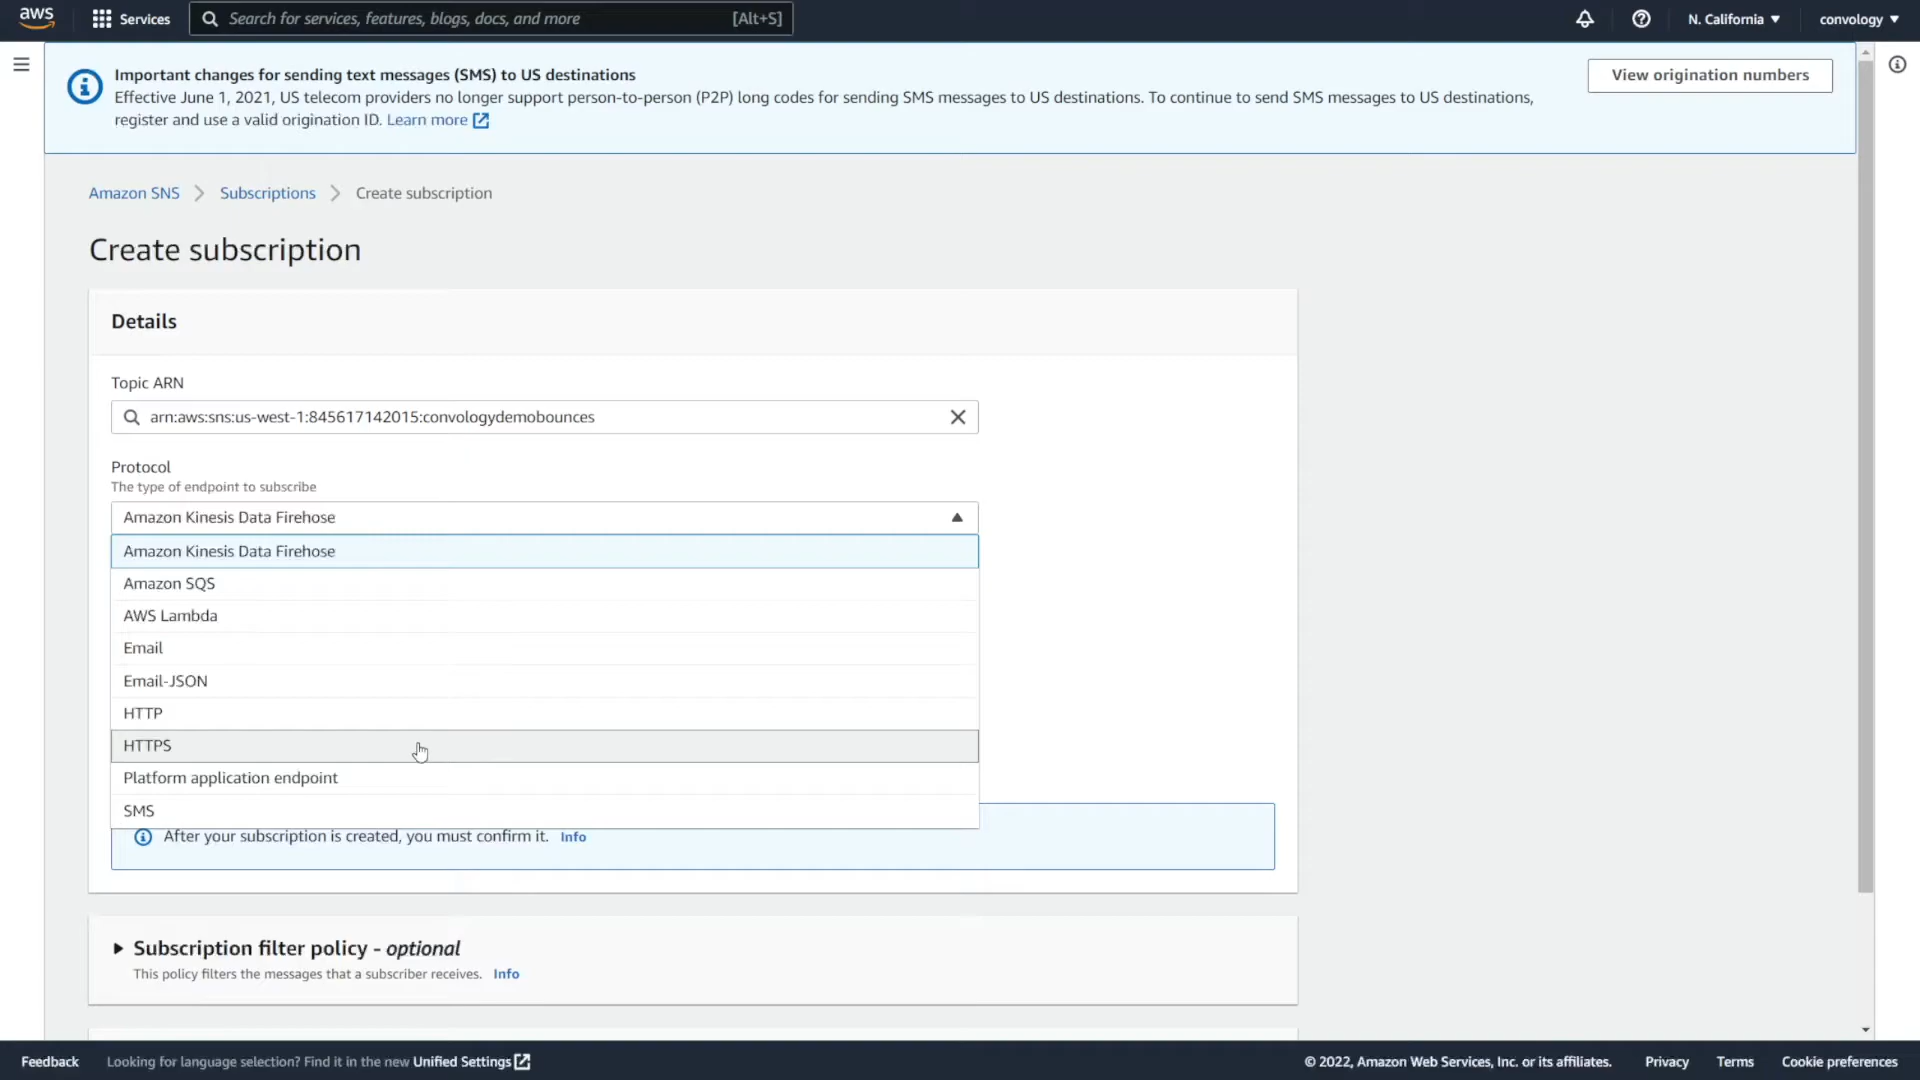 aws
Services
Search for services, features, blogs, docs, and more
[Alt+S]
N. California
convology
Important changes for sending text messages (SMS) to US destinations
Effective June 1, 2021, US telecom providers no longer support person-to-person (P2P) long codes for sending SMS messages to US destinations. To continue to send SMS messages to US destinations,
register and use a valid origination ID. Learn more
View origination numbers
Amazon SNS
Subscriptions
Create subscription
Create subscription
Details
Topic ARN
arn:aws:sns:us-west-1:845617142015:convologydemobounces
Protocol
The type of endpoint to subscribe
Amazon Kinesis Data Firehose
Amazon Kinesis Data Firehose
Amazon SQS
AWS Lambda
Email
Email-JSON
HTTP
HTTPS
Platform application endpoint
SMS
After your subscription is created, you must confirm it. Info
Subscription filter policy - optional
This policy filters the messages that a subscriber receives. Info
Feedback
Looking for language selection? Find it in the new Unified Settings
© 2022, Amazon Web Services, Inc. or its affiliates.
Privacy
Terms
Cookie preferences